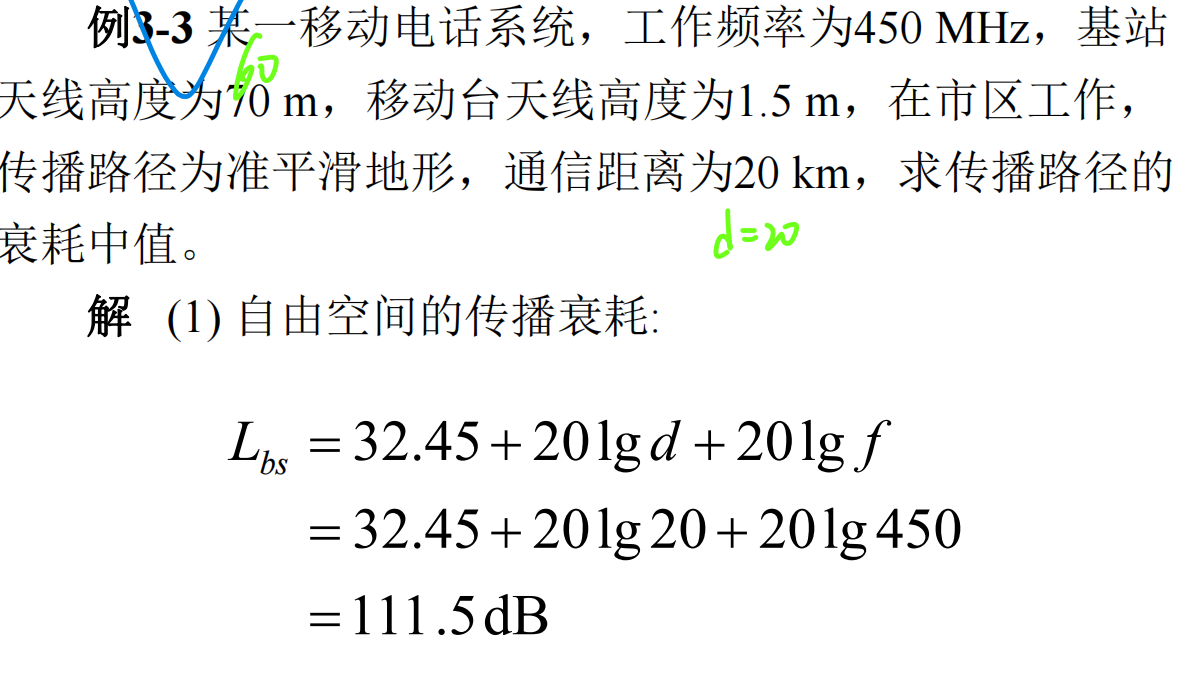 例3-3 某一移动电话系统，工作频率为450 MHz，基站
60
天线高度为70 m，移动台天线高度为1.5 m，在市区工作，
传播路径为准平滑地形，通信距离为20 km，求传播路径的
d=20
衰耗中值。
解 (1) 自由空间的传播衰耗:
L_bs = 32.45 + 20 lg d + 20 lg f
= 32.45 + 20 lg 20 + 20 lg 450
= 111.5 dB